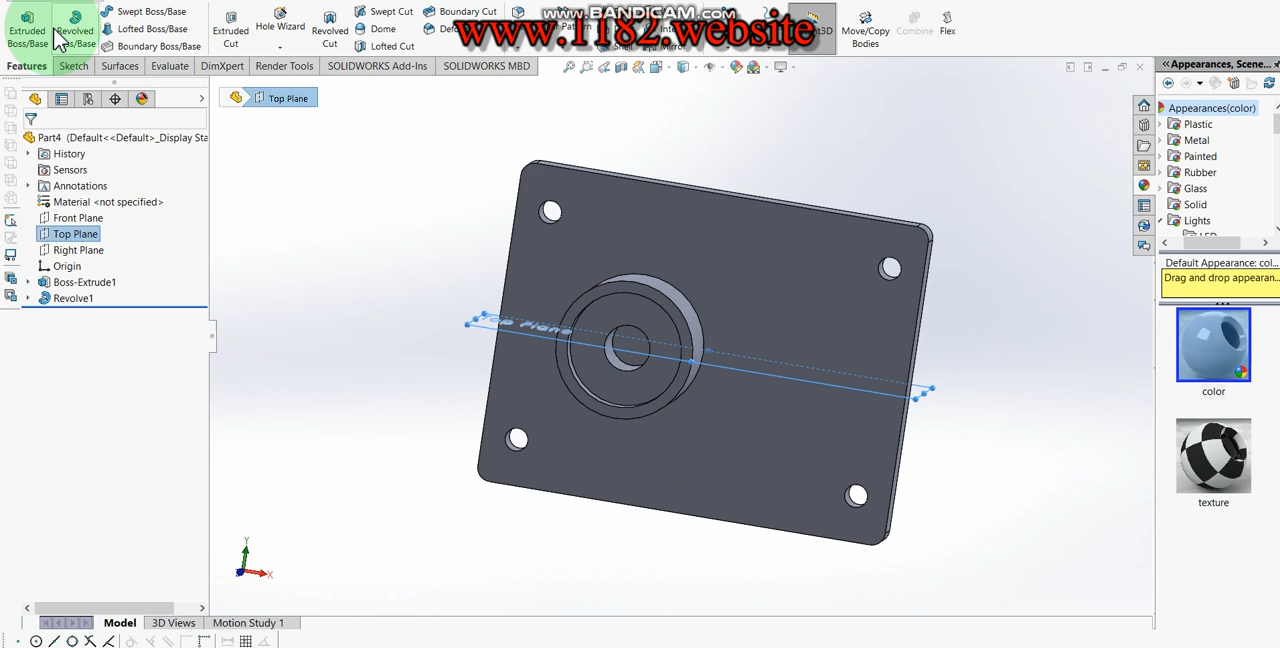 www.BANDICAM.com
www.1182.website
Extruded Boss/Base
Revolved
Swept Boss/Base
Lofted Boss/Base
Boundary Boss/Base
Extruded Cut
Hole Wizard
Revolved Cut
Swept Cut
Dome
Lofted Cut
Boundary Cut
Move/Copy Bodies
Combine
Flex
Features
Sketch
Surfaces
Evaluate
DimXpert
Render Tools
SOLIDWORKS Add-Ins
SOLIDWORKS MBD
Top Plane
Part4 (Default<<Default>_Display Sta
History
Sensors
Annotations
Material <not specified>
Front Plane
Top Plane
Right Plane
Origin
Boss-Extrude1
Revolve1
Top Plane
Y
X
Appearances, Scene...
Appearances(color)
Plastic
Metal
Painted
Rubber
Glass
Solid
Lights
Default Appearance: col...
Drag and drop appearan...
color
texture
Model
3D Views
Motion Study 1